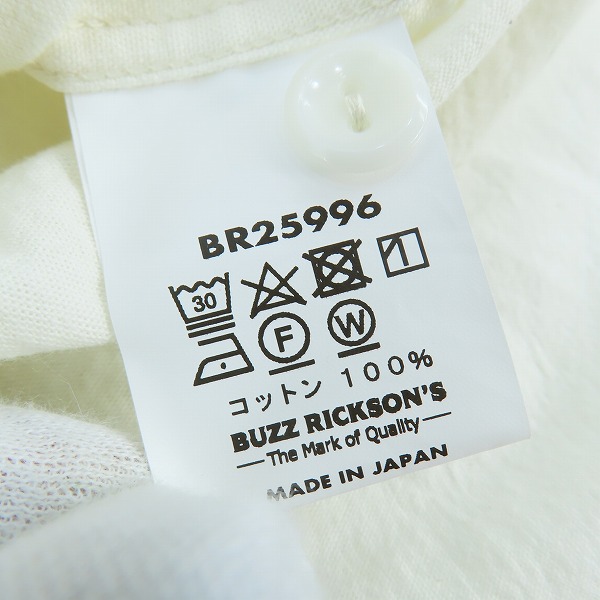 BR25996
30
F W
コットン 100%
BUZZ RICKSON'S
The Mark of Quality
MADE IN JAPAN